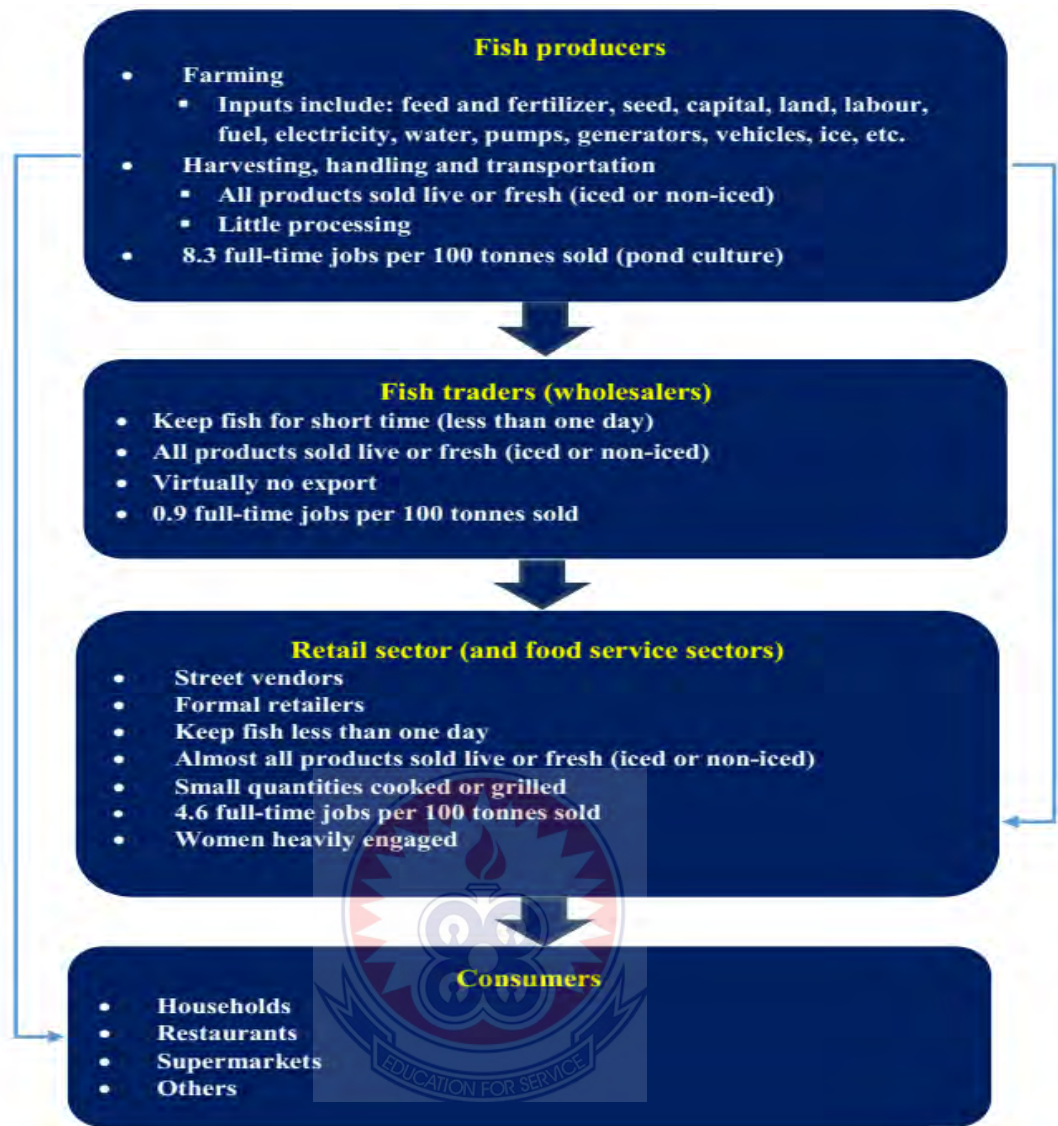 Fish producers
• Farming
▪ Inputs include: feed and fertilizer, seed, capital, land, labour,
fuel, electricity, water, pumps, generators, vehicles, ice, etc.
• Harvesting, handling and transportation
▪ All products sold live or fresh (iced or non-iced)
▪ Little processing
• 8.3 full-time jobs per 100 tonnes sold (pond culture)
Fish traders (wholesalers)
• Keep fish for short time (less than one day)
• All products sold live or fresh (iced or non-iced)
• Virtually no export
• 0.9 full-time jobs per 100 tonnes sold
Retail sector (and food service sectors)
• Street vendors
• Formal retailers
• Keep fish less than one day
• Almost all products sold live or fresh (iced or non-iced)
• Small quantities cooked or grilled
• 4.6 full-time jobs per 100 tonnes sold
• Women heavily engaged
Consumers
• Households
• Restaurants
• Supermarkets
• Others
EDUCATION FOR SERVICE